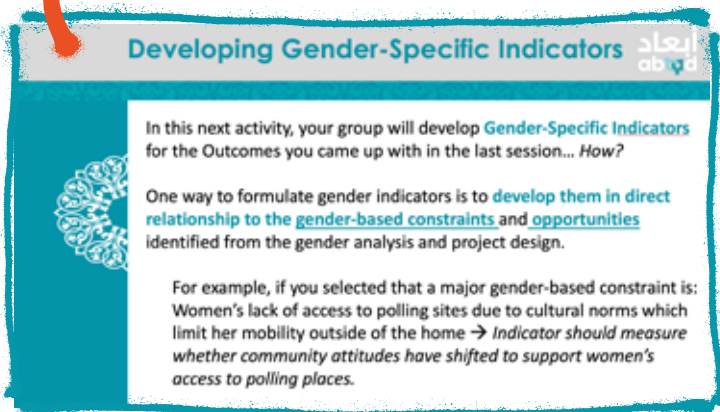 Developing Gender-Specific Indicators
أبعاد
abaad
In this next activity, your group will develop Gender-Specific Indicators
for the Outcomes you came up with in the last session... How?
One way to formulate gender indicators is to develop them in direct
relationship to the gender-based constraints and opportunities
identified from the gender analysis and project design.
For example, if you selected that a major gender-based constraint is:
Women's lack of access to polling sites due to cultural norms which
limit her mobility outside of the home → Indicator should measure
whether community attitudes have shifted to support women's
access to polling places.